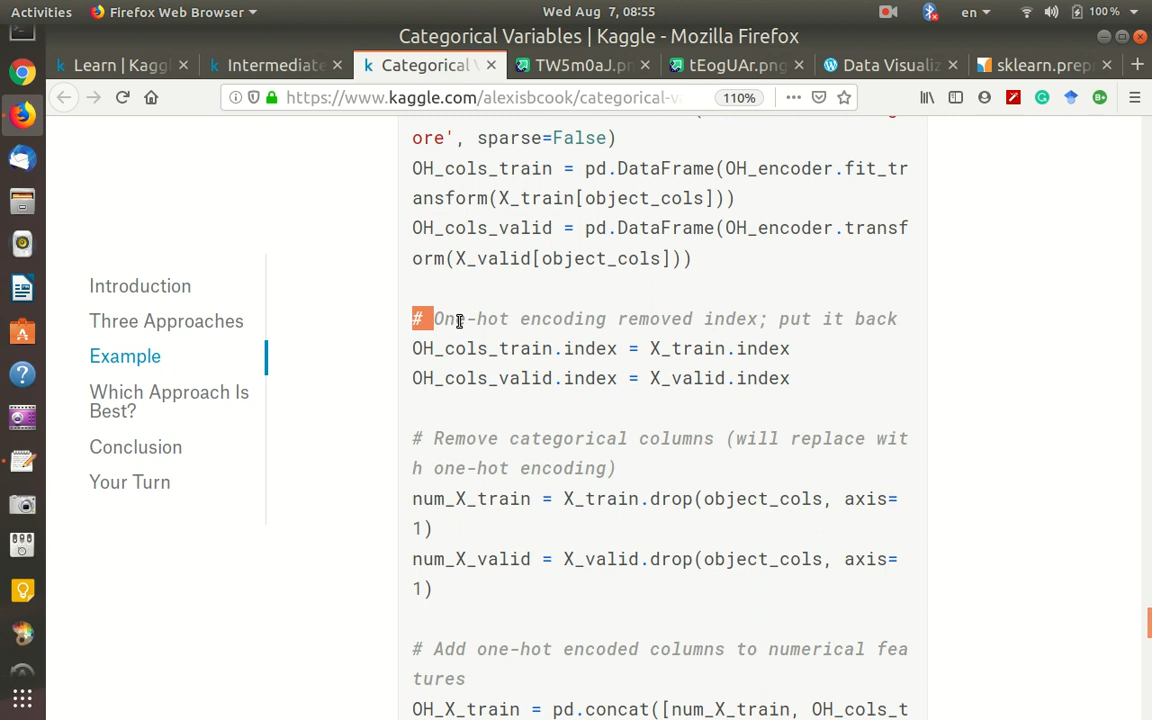 Activities Firefox Web Browser Wed Aug 7, 08:55 en 100 %
Categorical Variables | Kaggle - Mozilla Firefox
Learn | Kagg Intermediate Categorical V TW5m0aJ.pn tEogUAr.png Data Visualiz sklearn.prep
https://www.kaggle.com/alexisbcook/categorical-va 110%
ore', sparse=False)
OH_cols_train = pd.DataFrame(OH_encoder.fit_tr
ansform(X_train[object_cols]))
OH_cols_valid = pd.DataFrame(OH_encoder.transf
orm(X_valid[object_cols]))
# One-hot encoding removed index; put it back
OH_cols_train.index = X_train.index
OH_cols_valid.index = X_valid.index
# Remove categorical columns (will replace wit
h one-hot encoding)
num_X_train = X_train.drop(object_cols, axis=
1)
num_X_valid = X_valid.drop(object_cols, axis=
1)
# Add one-hot encoded columns to numerical fea
tures
OH_X_train = pd.concat([num_X_train, OH_cols_t
Introduction
Three Approaches
Example
Which Approach Is
Best?
Conclusion
Your Turn